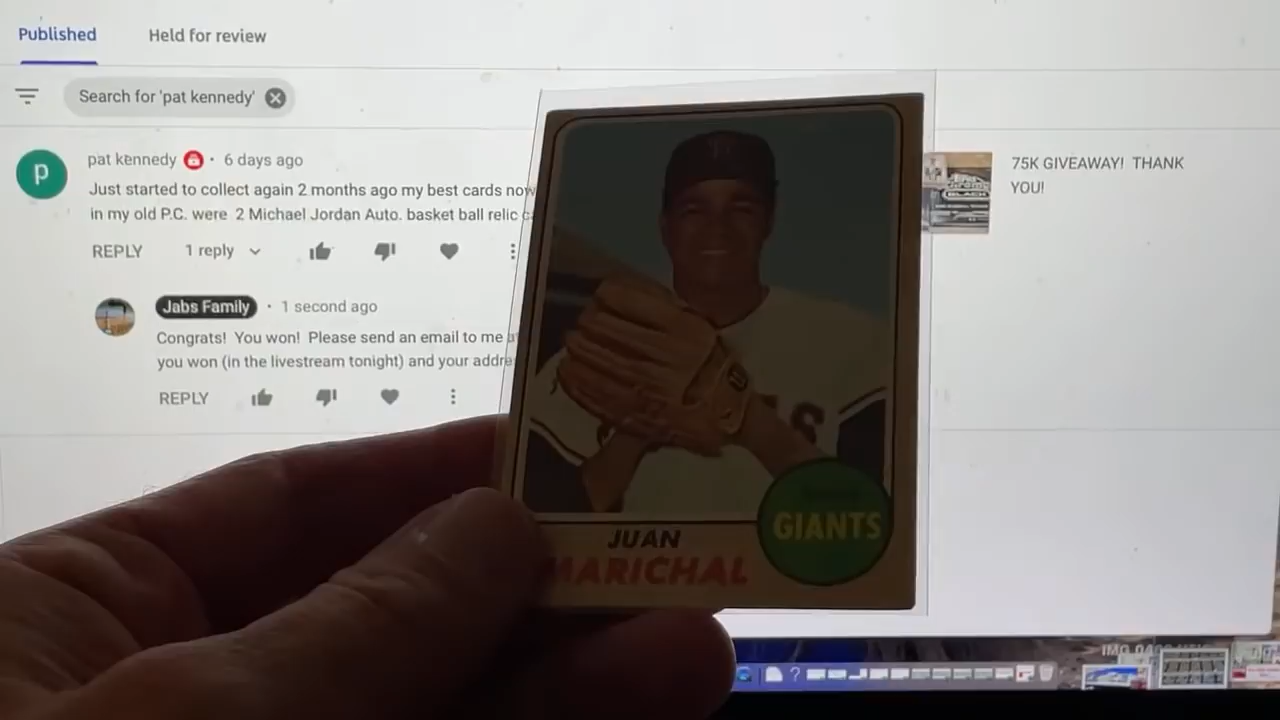 Published
Held for review
Search for 'pat kennedy'
p
pat kennedy • 6 days ago
Just started to collect again 2 months ago my best cards now
in my old P.C. were 2 Michael Jordan Auto. basket ball relic
REPLY
1 reply
Jabs Family • 1 second ago
Congrats! You won! Please send an email to me
you won (in the livestream tonight) and your
REPLY
75K GIVEAWAY! THANK
YOU!
GIANTS
JUAN
MARICHAL